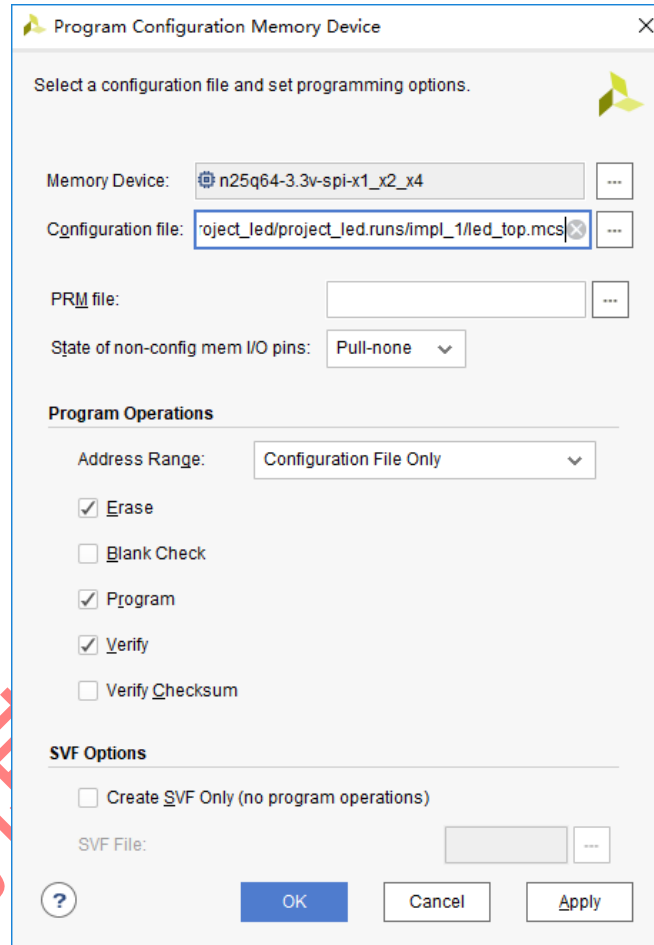 Program Configuration Memory Device
Select a configuration file and set programming options.
Memory Device: n25q64-3.3v-spi-x1_x2_x4 ...
Configuration file: roject_led/project_led.runs/impl_1/led_top.mcs ...
PRM file: ...
State of non-config mem I/O pins: Pull-none
Program Operations
Address Range: Configuration File Only
Erase
Blank Check
Program
Verify
Verify Checksum
SVF Options
Create SVF Only (no program operations)
SVF File: ...
? OK Cancel Apply